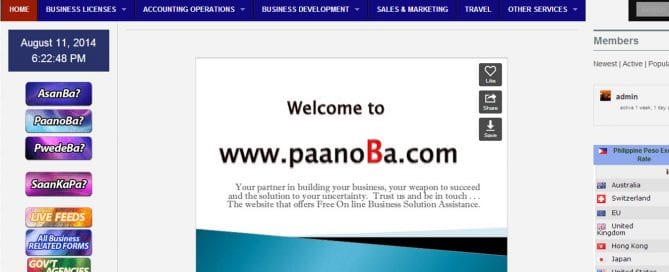 HOME BUSINESS LICENSES ACCOUNTING OPERATIONS BUSINESS DEVELOPMENT SALES & MARKETING TRAVEL OTHER SERVICES
August 11, 2014
6:22:48 PM
AsanBa?
PaanoBa?
PwedeBa?
SaanKaPa?
LIVE FEEDS
All Business
RELATED FORMS
GOV'T
AGENCIES
Like
Share
Save
Welcome to
www.paanoBa.com
Your partner in building your business, your weapon to succeed
and the solution to your uncertainty. Trust us and be in touch . . .
The website that offers Free On line Business Solution Assistance.
Members
Newest | Active | Popula
admin
active 1 week, 1 day
Philippine Peso Ex
Rate
Australia
Switzerland
EU
United
Kingdom
Hong Kong
Japan
United States